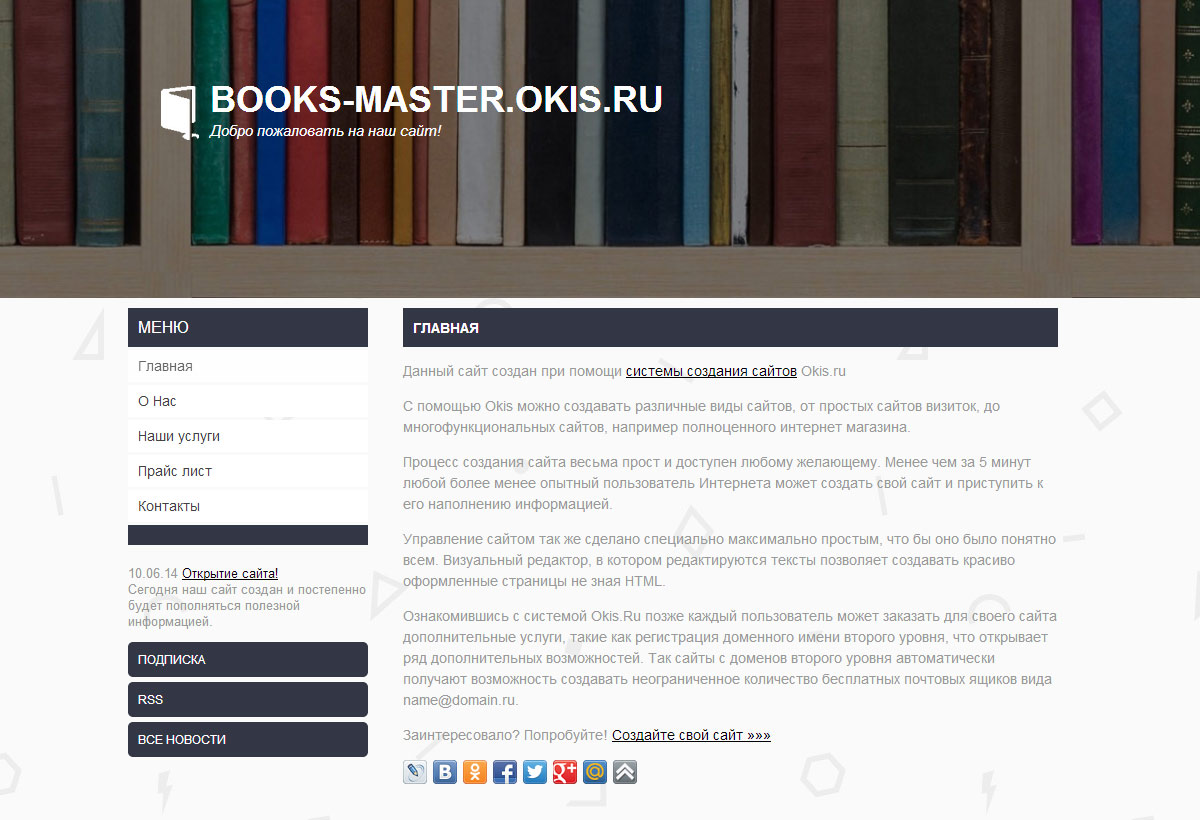 BOOKS-MASTER.OKIS.RU
Добро пожаловать на наш сайт!
МЕНЮ
Главная
О Нас
Наши услуги
Прайс лист
Контакты
10.06.14 Открытие сайта!
Сегодня наш сайт создан и постепенно
будет пополняться полезной
информацией.
ПОДПИСКА
RSS
ВСЕ НОВОСТИ
ГЛАВНАЯ
Данный сайт создан при помощи системы создания сайтов Okis.ru
С помощью Okis можно создавать различные виды сайтов, от простых сайтов визиток, до
многофункциональных сайтов, например полноценного интернет магазина.
Процесс создания сайта весьма прост и доступен любому желающему. Менее чем за 5 минут
любой более менее опытный пользователь Интернета может создать свой сайт и приступить к
его наполнению информацией.
Управление сайтом так же сделано специально максимально простым, что бы оно было понятно
всем. Визуальный редактор, в котором редактируются тексты позволяет создавать красиво
оформленные страницы не зная HTML.
Ознакомившись с системой Okis.Ru позже каждый пользователь может заказать для своего сайта
дополнительные услуги, такие как регистрация доменного имени второго уровня, что открывает
ряд дополнительных возможностей. Так сайты с доменов второго уровня автоматически
получают возможность создавать неограниченное количество бесплатных почтовых ящиков вида
name@domain.ru.
Заинтересовало? Попробуйте! Создайте свой сайт »»»